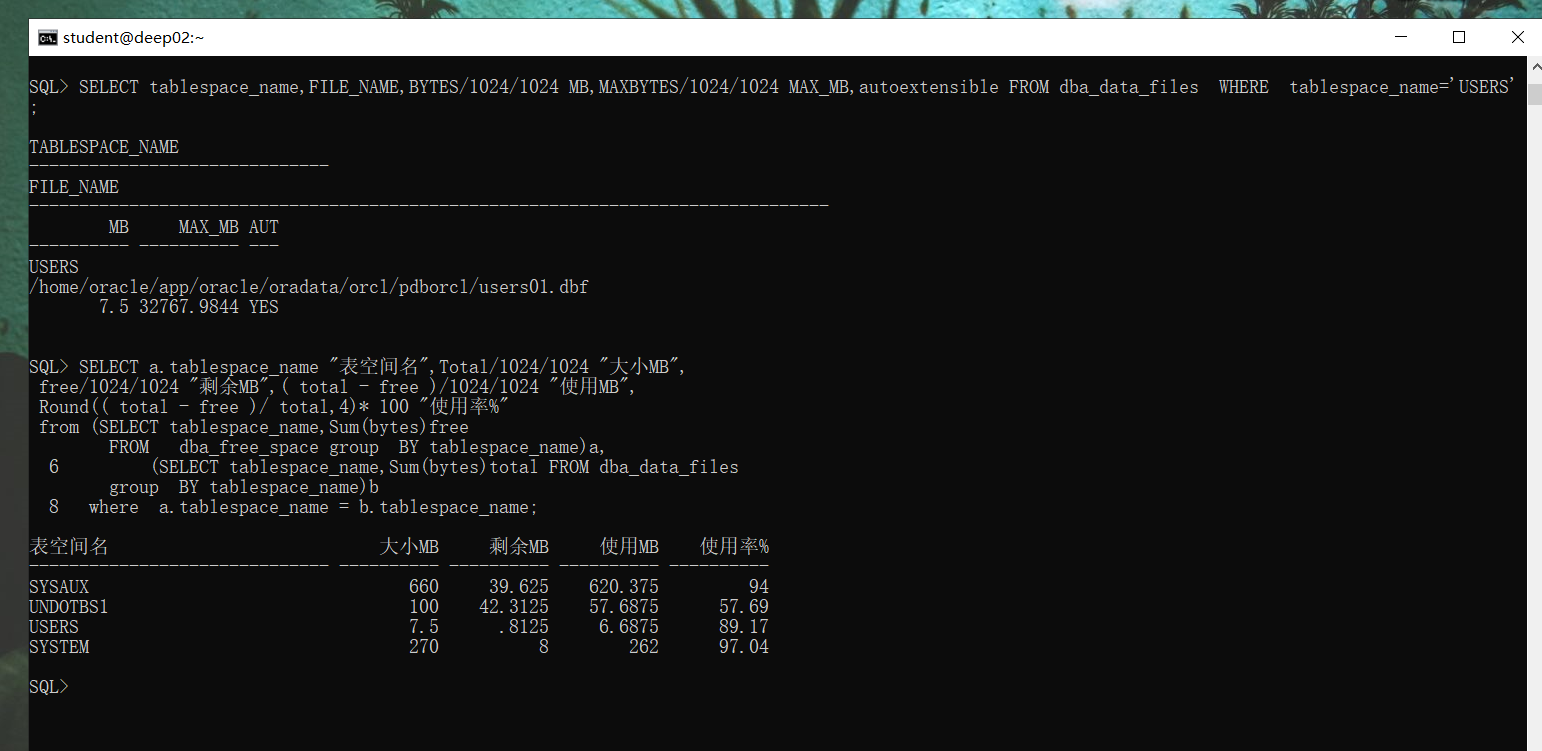 student@deep02:~
SQL> SELECT tablespace_name,FILE_NAME,BYTES/1024/1024 MB,MAXBYTES/1024/1024 MAX_MB,autoextensible FROM dba_data_files  WHERE  tablespace_name='USERS'
;
TABLESPACE_NAME
------------------------------
FILE_NAME
--------------------------------------------------------------------------------
        MB     MAX_MB AUT
---------- ---------- ---
USERS
/home/oracle/app/oracle/oradata/orcl/pdborcl/users01.dbf
       7.5 32767.9844 YES
SQL> SELECT a.tablespace_name "表空间名",Total/1024/1024 "大小MB",
 free/1024/1024 "剩余MB",( total - free )/1024/1024 "使用MB",
 Round(( total - free )/ total,4)* 100 "使用率%"
 from (SELECT tablespace_name,Sum(bytes)free
        FROM   dba_free_space group  BY tablespace_name)a,
  6         (SELECT tablespace_name,Sum(bytes)total FROM dba_data_files
        group  BY tablespace_name)b
  8   where  a.tablespace_name = b.tablespace_name;
表空间名                           大小MB     剩余MB     使用MB    使用率%
------------------------------ ---------- ---------- ---------- ----------
SYSAUX                                660     39.625    620.375         94
UNDOTBS1                              100    42.3125    57.6875      57.69
USERS                                 7.5      .8125     6.6875      89.17
SYSTEM                                270          8        262      97.04
SQL>